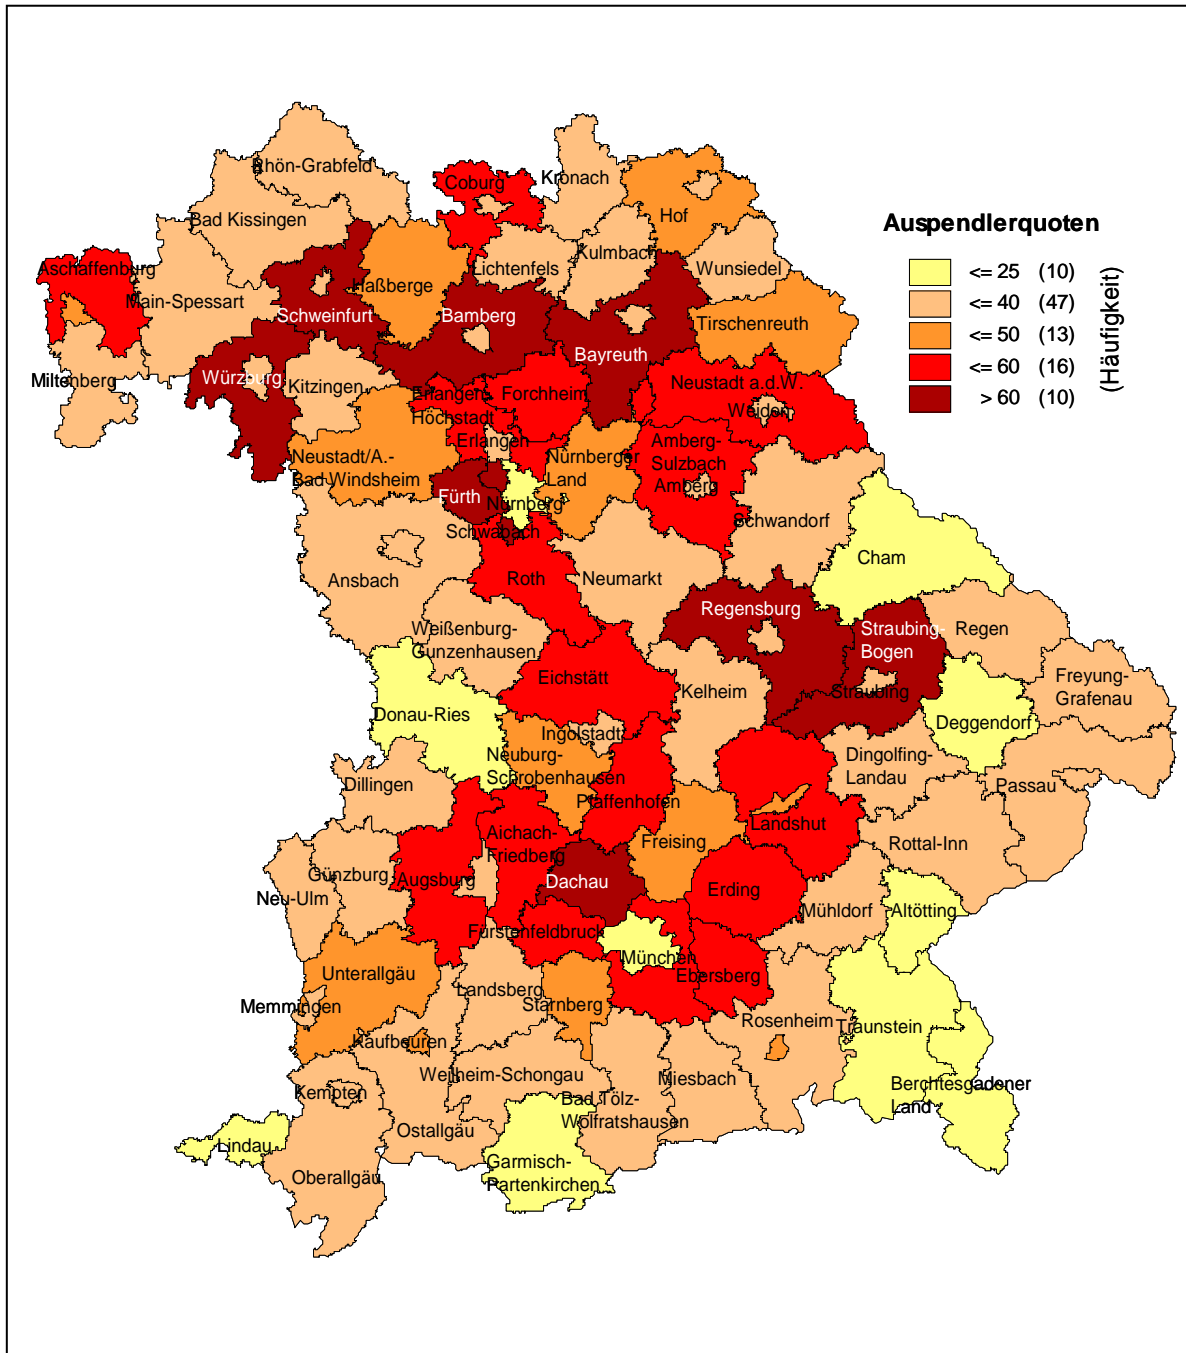 Auspendlerquoten
<= 25 (10)
<= 40 (47)
<= 50 (13)
<= 60 (16)
> 60 (10)
(Häufigkeit)
Rhön-Grabfeld
Bad Kissingen
Coburg
Kronach
Hof
Aschaffenburg
Main-Spessart
Schweinfurt
Haßberge
Lichtenfels
Kulmbach
Wunsiedel
Bamberg
Bayreuth
Tirschenreuth
Miltenberg
Würzburg
Kitzingen
Erlangen-
Höchstadt
Forchheim
Neustadt a.d.W.
Weiden
Erlangen
Neustadt/A.-
Bad Windsheim
Nürnberger
Land
Amberg-
Sulzbach
Amberg
Fürth
Nürnberg
Schwabach
Schwandorf
Cham
Ansbach
Roth
Neumarkt
Regensburg
Straubing-
Bogen
Regen
Weißenburg-
Gunzenhausen
Eichstätt
Kelheim
Straubing
Freyung-
Grafenau
Donau-Ries
Ingolstadt
Deggendorf
Neuburg-
Schrobenhausen
Dingolfing-
Landau
Passau
Dillingen
Pfaffenhofen
Landshut
Rottal-Inn
Aichach-
Friedberg
Freising
Günzburg
Augsburg
Dachau
Erding
Neu-Ulm
Mühldorf
Altötting
Fürstenfeldbruck
München
Ebersberg
Unterallgäu
Landsberg
Starnberg
Memmingen
Kaufbeuren
Rosenheim
Traunstein
Weilheim-Schongau
Miesbach
Kempten
Bad Tölz-
Wolfratshausen
Berchtesgadener
Land
Lindau
Ostallgäu
Oberallgäu
Garmisch-
Partenkirchen